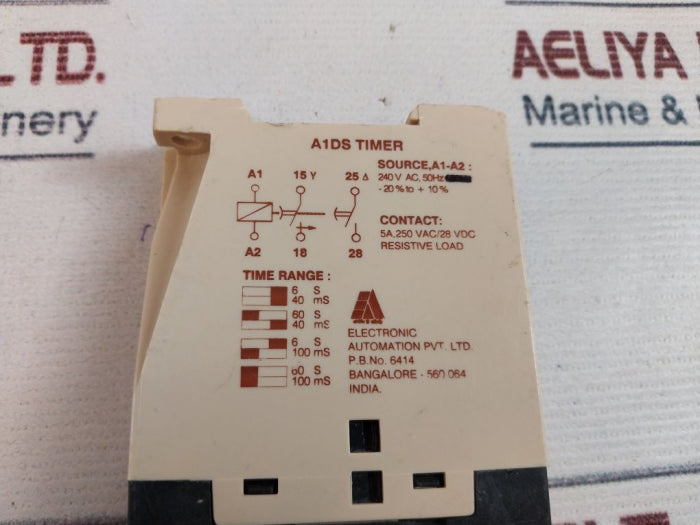 LTD.
AELIYA
Marine &
nery
A1DS TIMER
SOURCE,A1-A2 :
240 V AC, 50Hz
- 20 % to + 10 %
A1 15 Y 25 Δ
A2 18 28
CONTACT:
5A,250 VAC/28 VDC
RESISTIVE LOAD
TIME RANGE :
6 S
40 mS
60 S
40 mS
6 S
100 mS
60 S
100 mS
ELECTRONIC
AUTOMATION PVT. LTD.
P.B.No. 6414
BANGALORE - 560 064
INDIA.